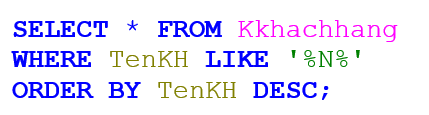 SELECT * FROM Kkhachhang
WHERE TenKH LIKE '%N%'
ORDER BY TenKH DESC;